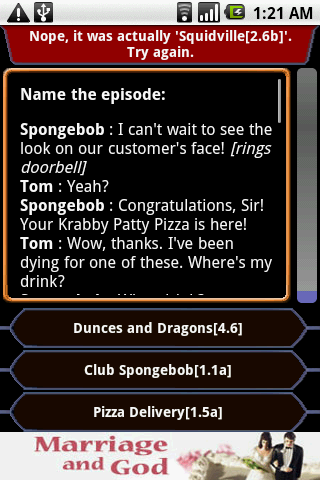 1:21 AM
Nope, it was actually 'Squidville[2.6b]'.
Try again.
Name the episode:
Spongebob : I can't wait to see the
look on our customer's face! [rings
doorbell]
Tom : Yeah?
Spongebob : Congratulations, Sir!
Your Krabby Patty Pizza is here!
Tom : Wow, thanks. I've been
dying for one of these. Where's my
drink?
Dunces and Dragons[4.6]
Club Spongebob[1.1a]
Pizza Delivery[1.5a]
Marriage
and God